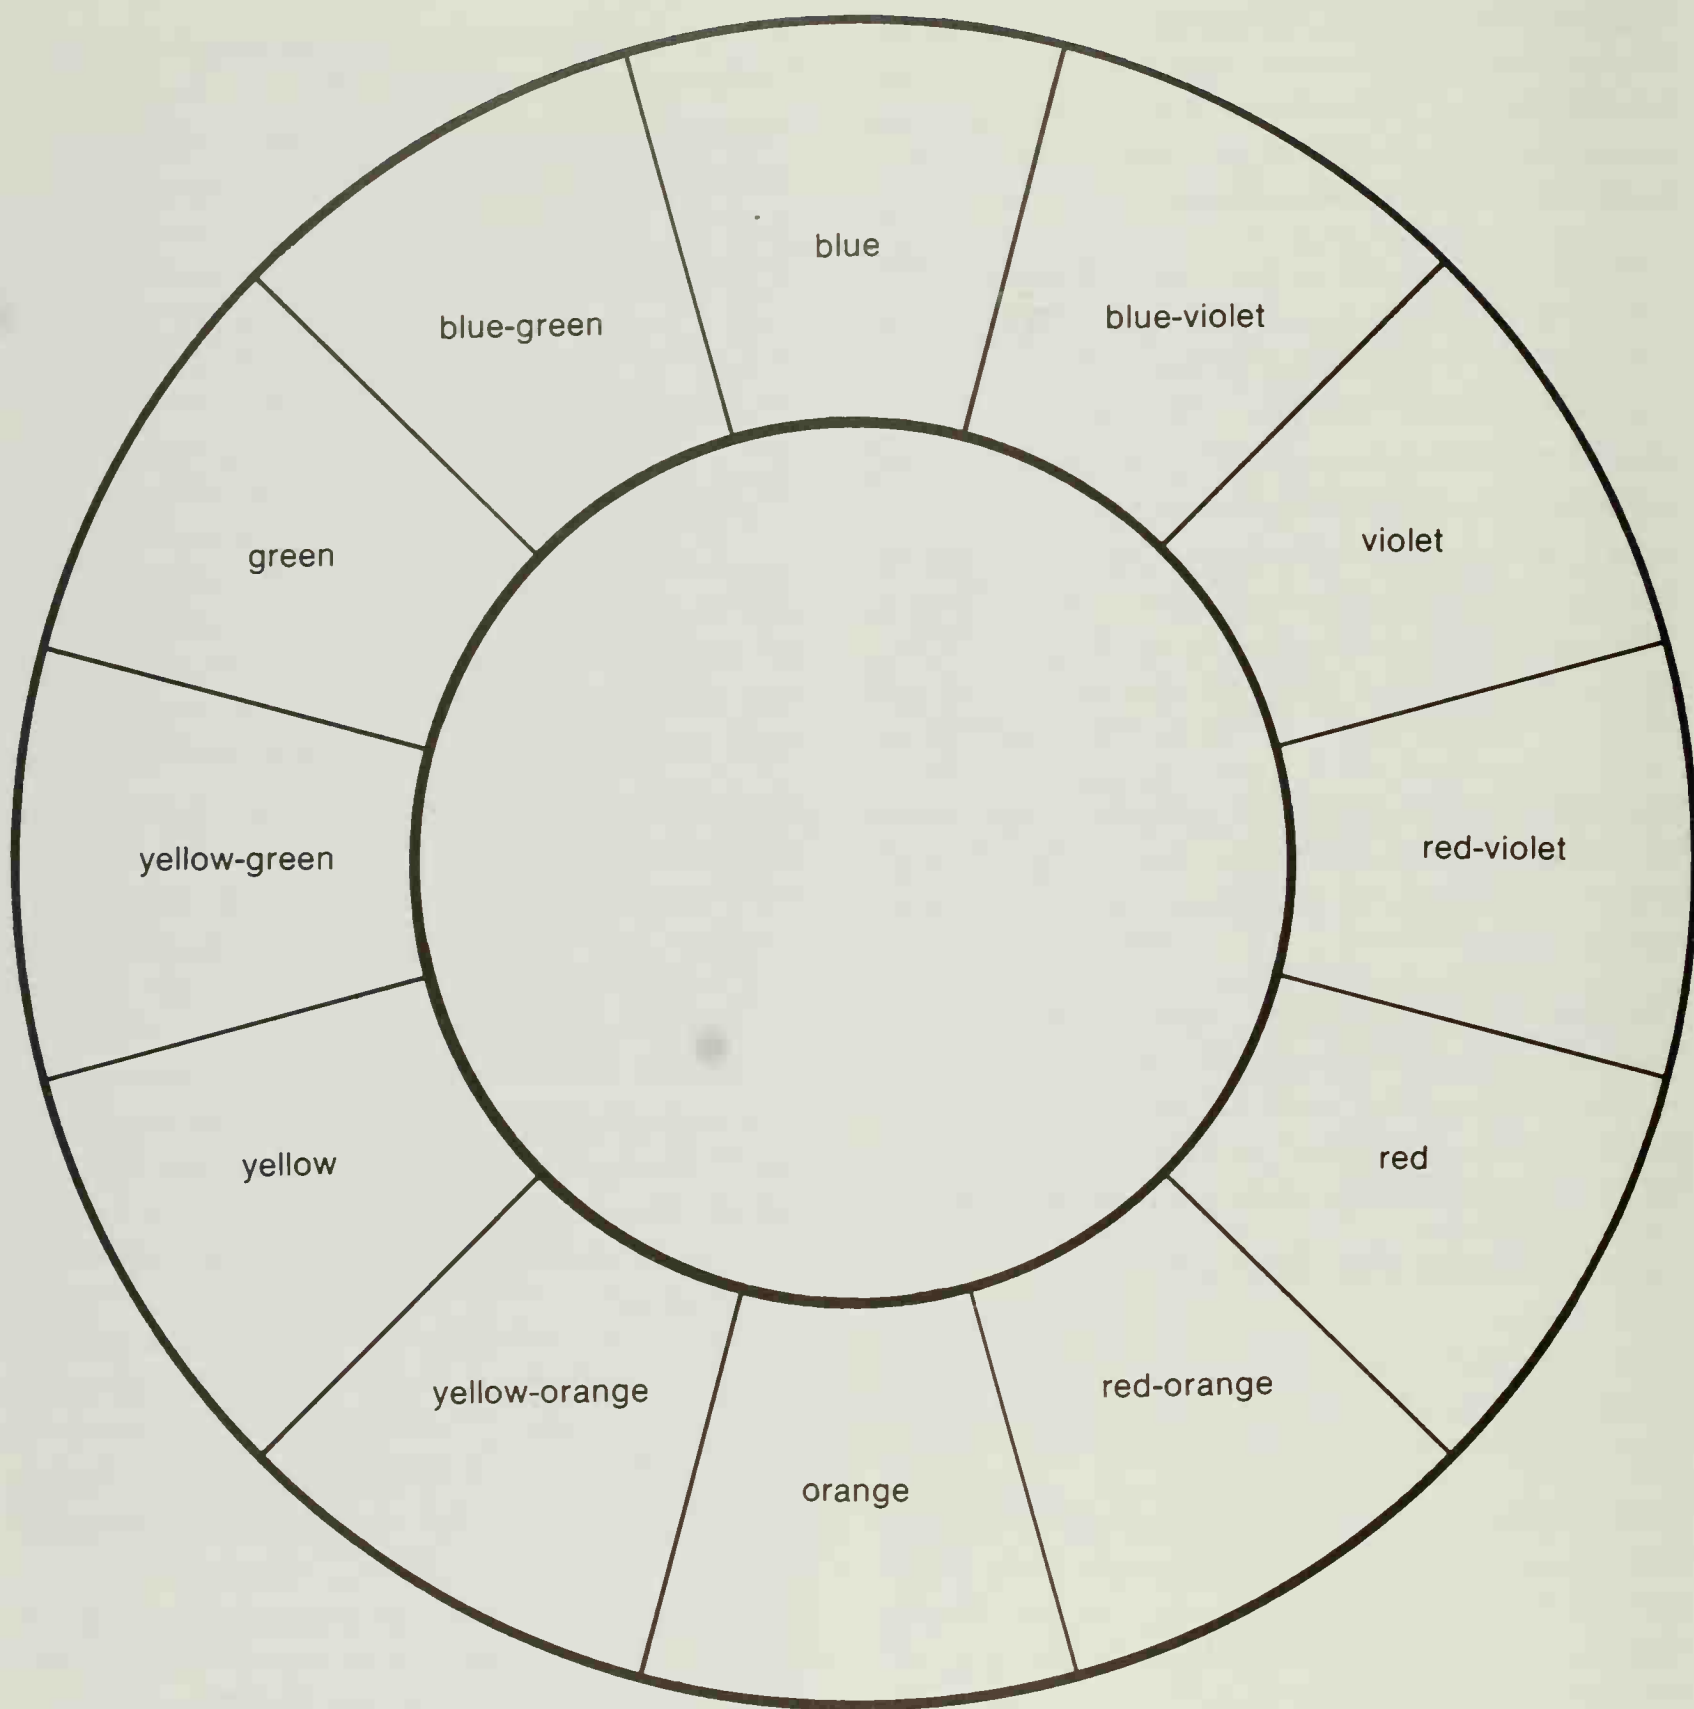 blue
blue-green
blue-violet
green
violet
yellow-green
red-violet
yellow
red
yellow-orange
red-orange
orange